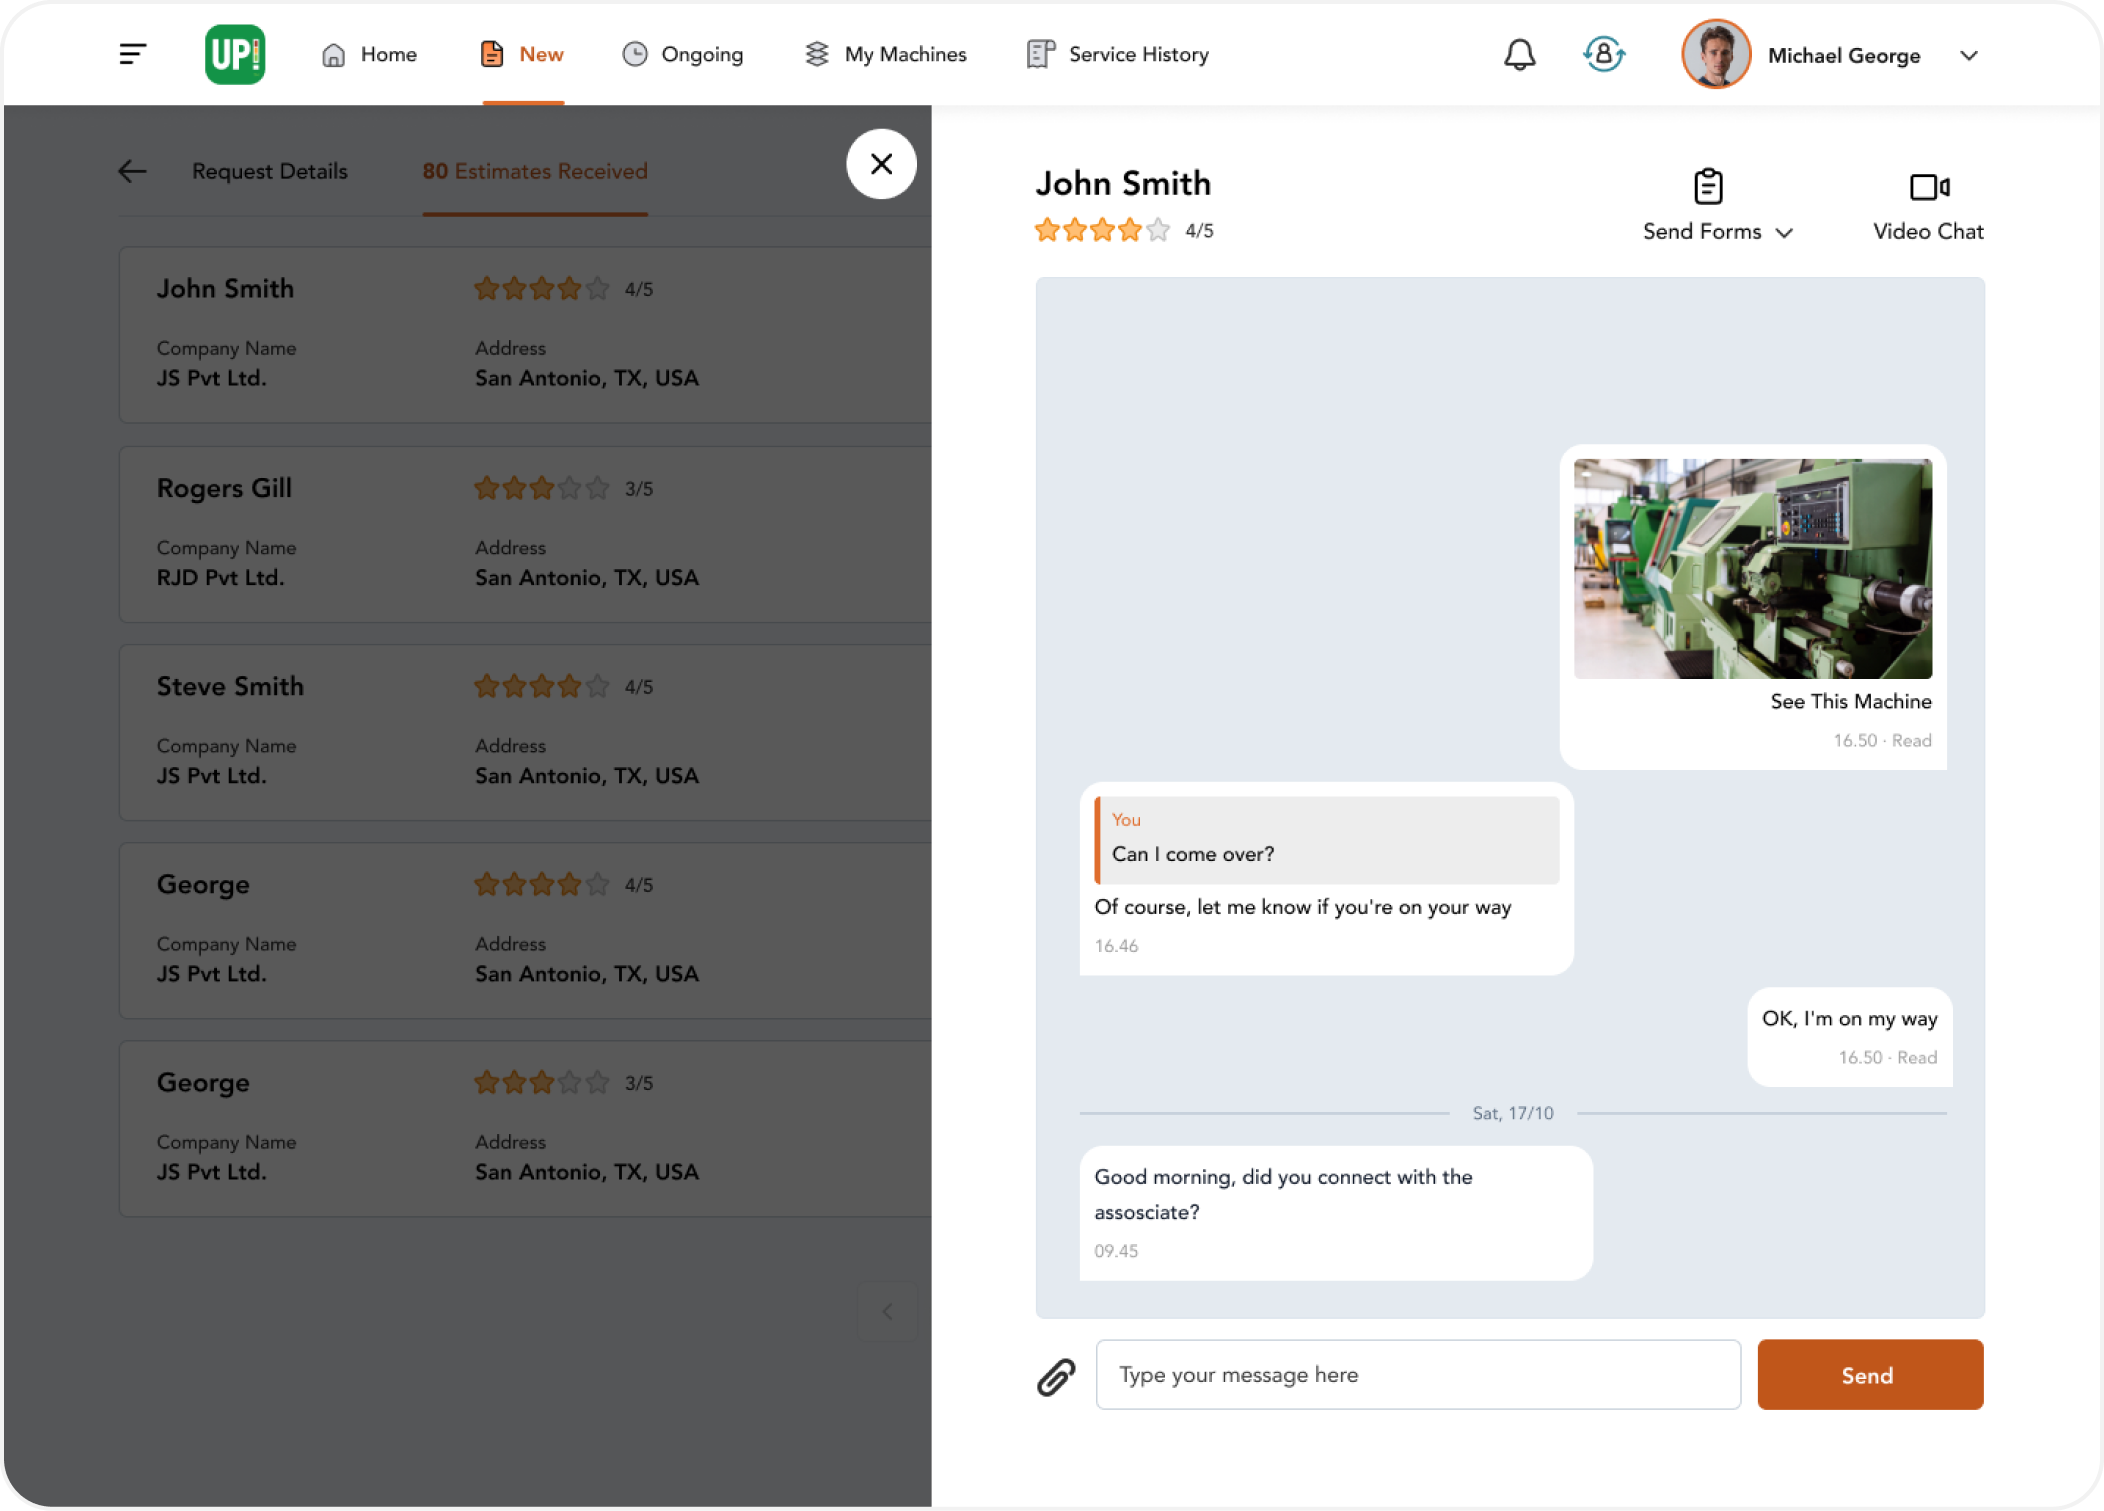 UP!
Home
New
Ongoing
My Machines
Service History
Michael George
Request Details
80 Estimates Received
John Smith
4/5
Company Name
Address
JS Pvt Ltd.
San Antonio, TX, USA
Rogers Gill
3/5
Company Name
Address
RJD Pvt Ltd.
San Antonio, TX, USA
Steve Smith
4/5
Company Name
Address
JS Pvt Ltd.
San Antonio, TX, USA
George
4/5
Company Name
Address
JS Pvt Ltd.
San Antonio, TX, USA
George
3/5
Company Name
Address
JS Pvt Ltd.
San Antonio, TX, USA
John Smith
4/5
Send Forms
Video Chat
See This Machine
16.50 · Read
You
Can I come over?
Of course, let me know if you're on your way
16.46
OK, I'm on my way
16.50 · Read
Sat, 17/10
Good morning, did you connect with the
assosciate?
09.45
Type your message here
Send